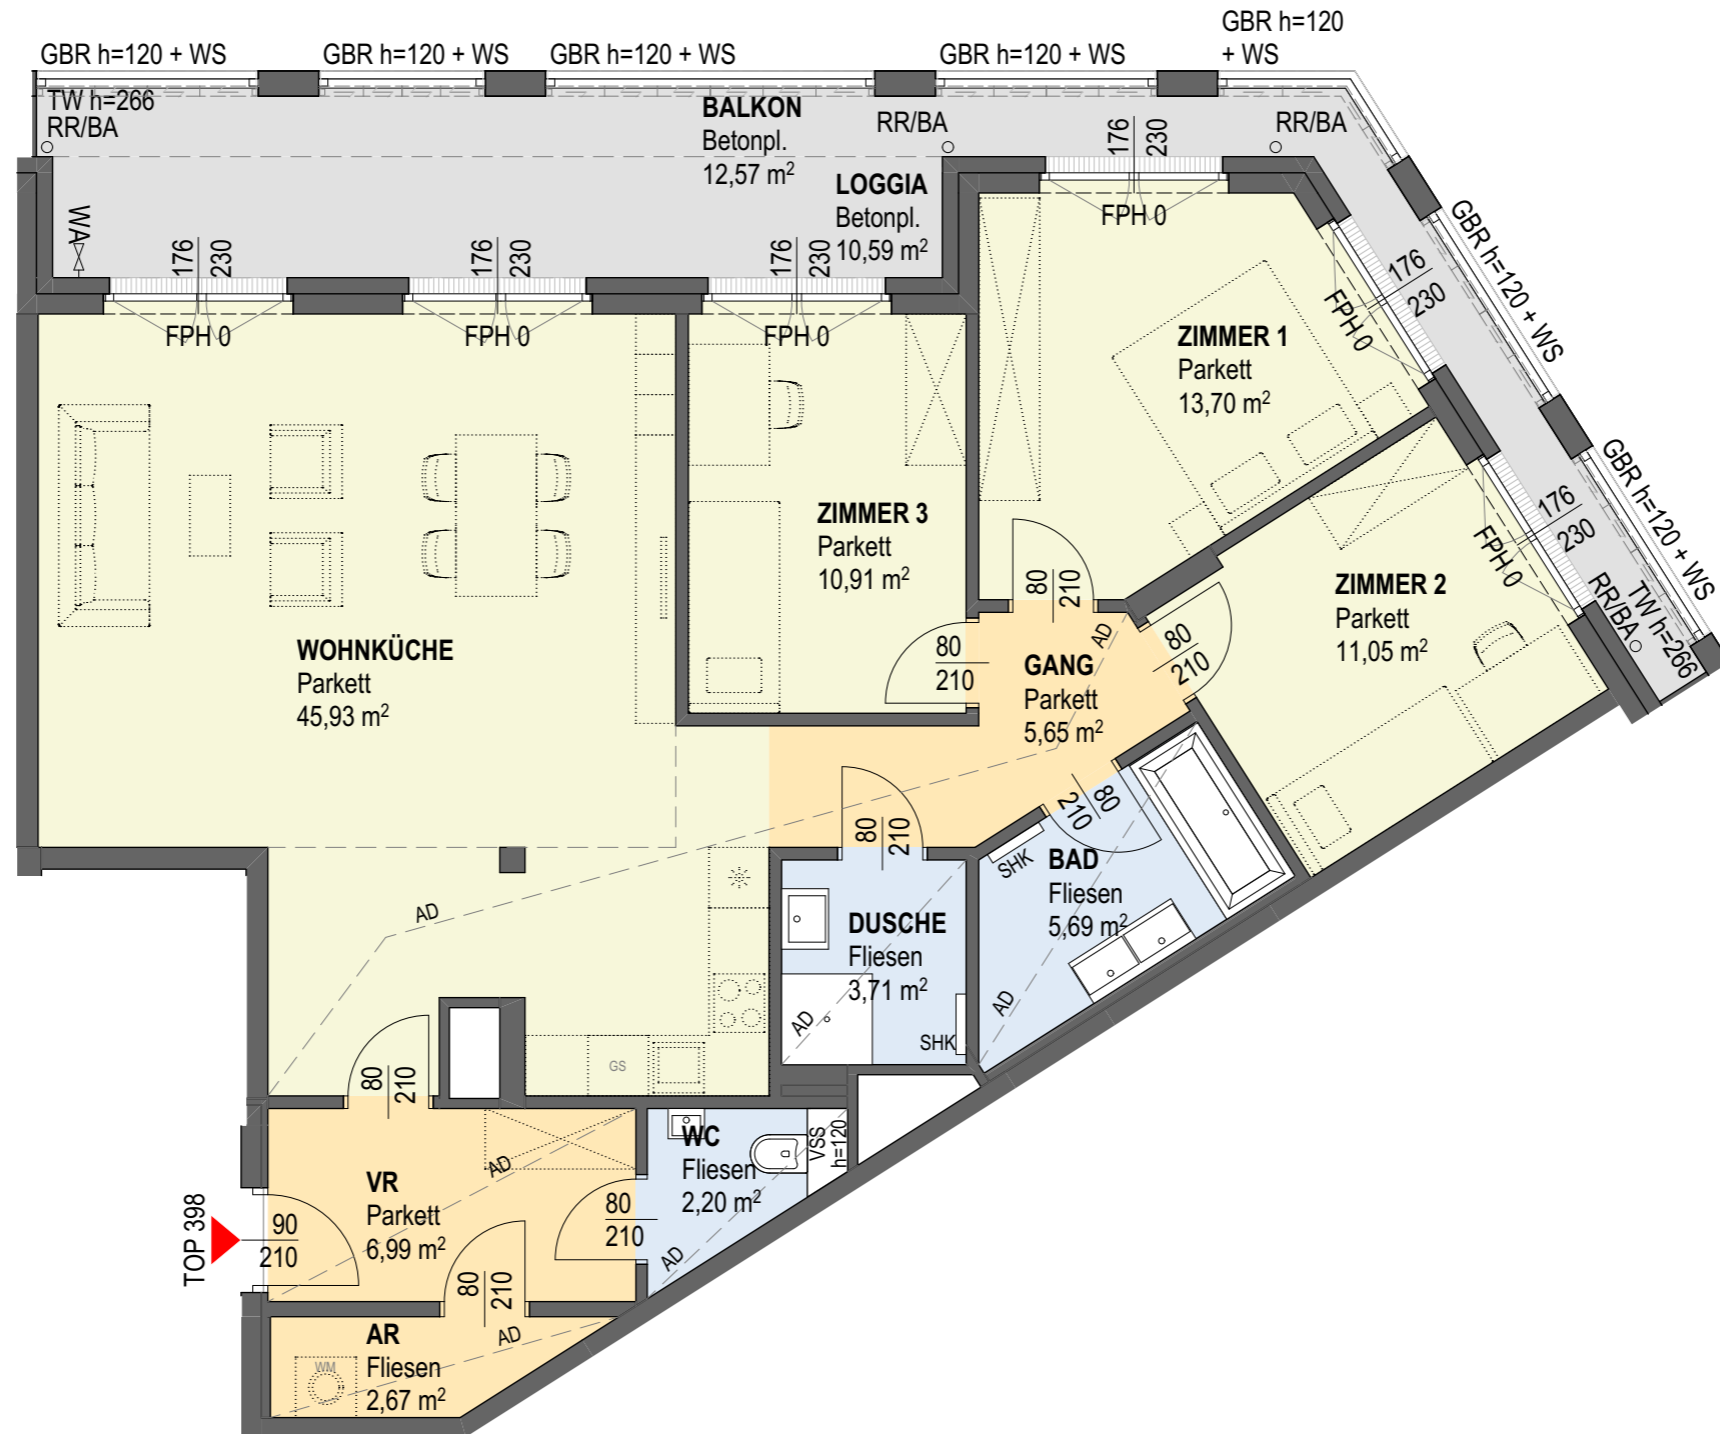 GBR h=120 + WS
GBR h=120 + WS
GBR h=120 + WS
GBR h=120 + WS
GBR h=120
+ WS
TW h=266
RR/BA
BALKON
Betonpl.
12,57 m²
RR/BA
176
230
RR/BA
LOGGIA
Betonpl.
10,59 m²
WA
176
230
176
230
176
230
FPH 0
FPH 0
FPH 0
FPH 0
GBR h=120 + WS
176
230
FPH 0
ZIMMER 1
Parkett
13,70 m²
GBR h=120 + WS
176
230
FPH 0
RR/BA
TW h=266
ZIMMER 3
Parkett
10,91 m²
ZIMMER 2
Parkett
11,05 m²
80
210
AD
80
210
80
210
WOHNKÜCHE
Parkett
45,93 m²
GANG
Parkett
5,65 m²
80
210
80
210
SHK
BAD
Fliesen
5,69 m²
AD
AD
DUSCHE
Fliesen
3,71 m²
AD
SHK
GS
80
210
WC
Fliesen
2,20 m²
VSS
h=120
AD
AD
VR
Parkett
6,99 m²
80
210
TOP 398
90
210
80
210
AR
Fliesen
2,67 m²
AD
WM